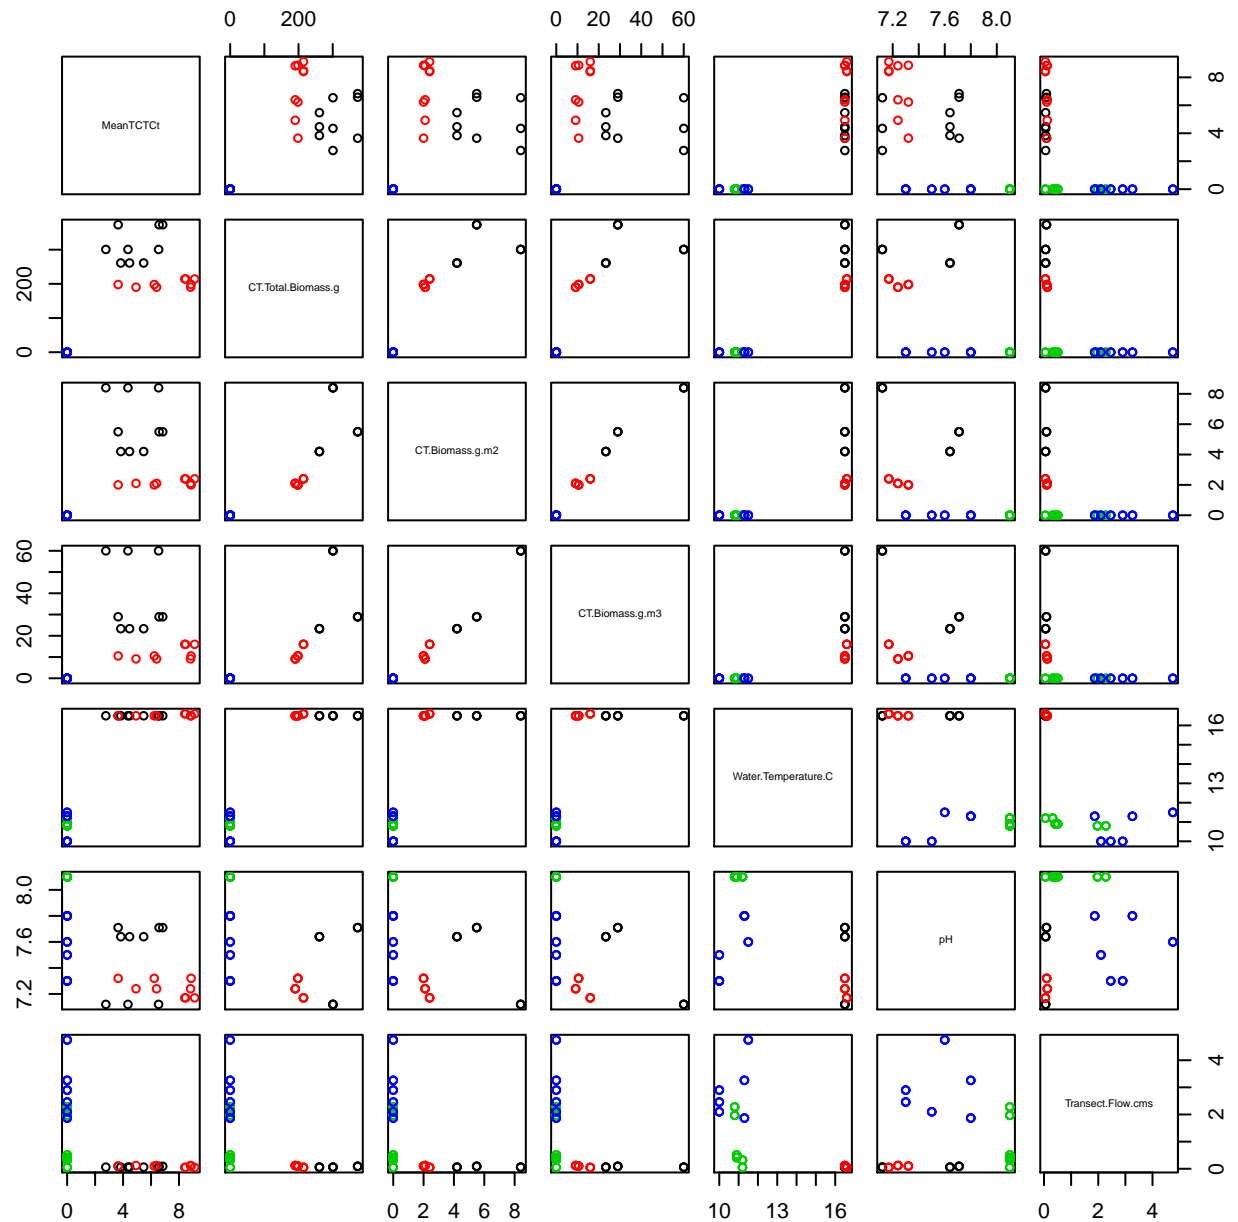 0 200 0 20 40 60 7.2 7.6 8.0
MeanTCTCt
0 4 8
0 200
CT.Total.Biomass.g
CT.Biomass.g.m2
0 2 4 6 8
0 20 40 60
CT.Biomass.g.m3
Water.Temperature.C
10 13 16
7.2 7.6 8.0
pH
Transect.Flow.cms
0 2 4
0 4 8 0 2 4 6 8 10 13 16 0 2 4